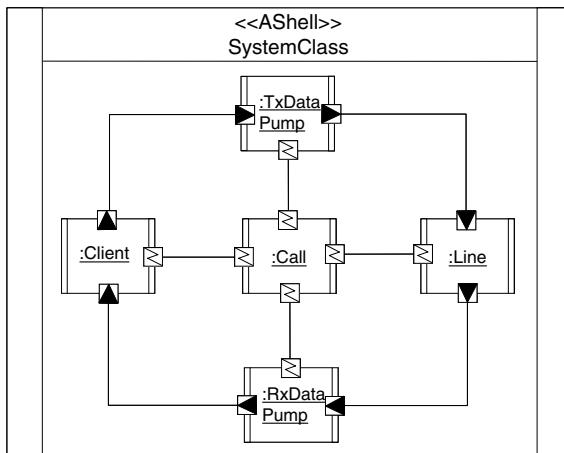 <<AShell>>
SystemClass
:TxData
Pump
:Client
:Call
:Line
:RxData
Pump